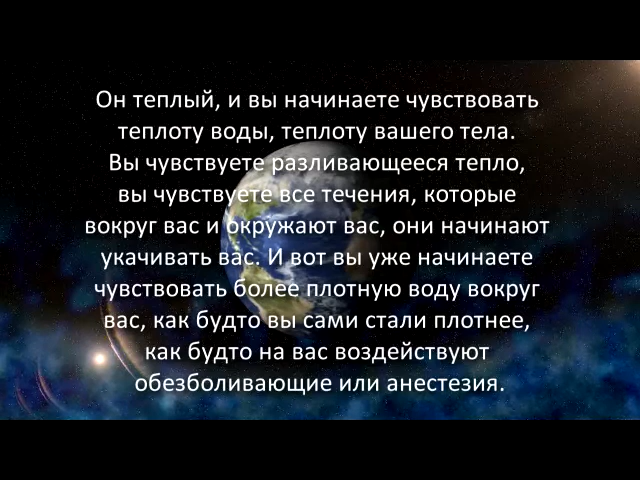 Он теплый, и вы начинаете чувствовать
теплоту воды, теплоту вашего тела.
Вы чувствуете разливающееся тепло,
вы чувствуете все течения, которые
вокруг вас и окружают вас, они начинают
укачивать вас. И вот вы уже начинаете
чувствовать более плотную воду вокруг
вас, как будто вы сами стали плотнее,
как будто на вас воздействуют
обезболивающие или анестезия.